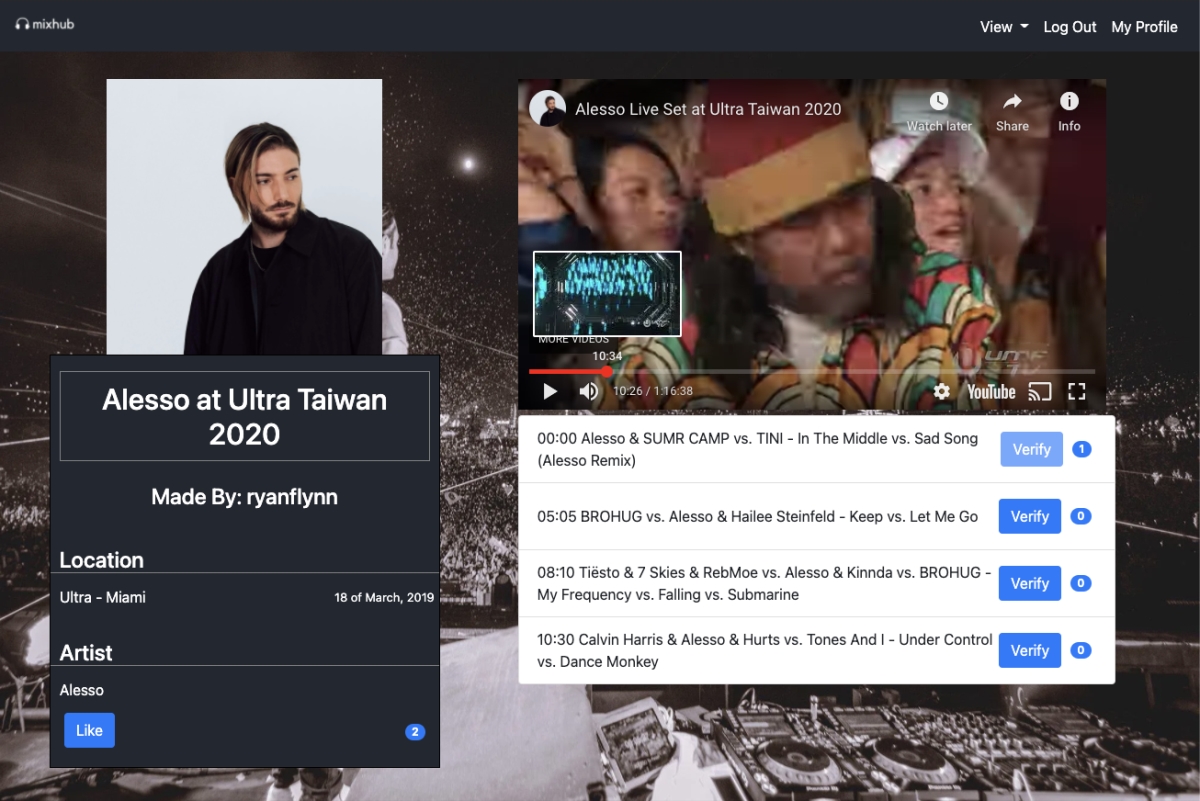 mixhub
View
Log Out
My Profile
Alesso at Ultra Taiwan
2020
Made By: ryanflynn
Location
Ultra - Miami
18 of March, 2019
Artist
Alesso
Like
2
Alesso Live Set at Ultra Taiwan 2020
Watch later
Share
Info
MORE VIDEOS
10:34
UMF
TV
10:26 / 1:16:38
YouTube
00:00 Alesso & SUMR CAMP vs. TINI - In The Middle vs. Sad Song
(Alesso Remix)
Verify
1
05:05 BROHUG vs. Alesso & Hailee Steinfeld - Keep vs. Let Me Go
Verify
0
08:10 Tiësto & 7 Skies & RebMoe vs. Alesso & Kinnda vs. BROHUG -
My Frequency vs. Falling vs. Submarine
Verify
0
10:30 Calvin Harris & Alesso & Hurts vs. Tones And I - Under Control
vs. Dance Monkey
Verify
0